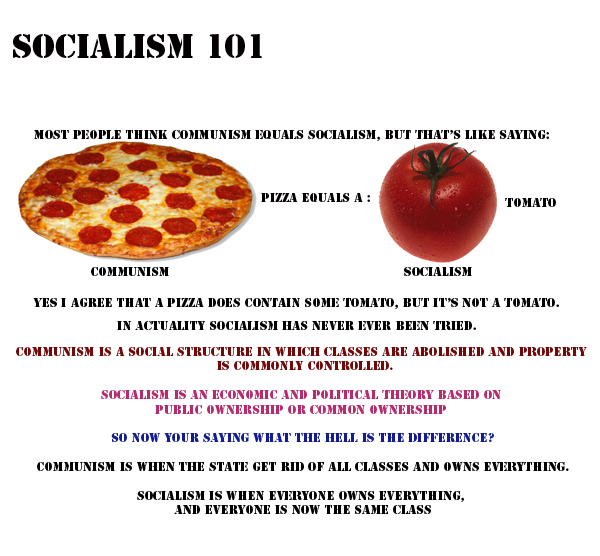 SOCIALISM 101
MOST PEOPLE THINK COMMUNISM EQUALS SOCIALISM, BUT THAT'S LIKE SAYING:
PIZZA EQUALS A :
TOMATO
COMMUNISM
SOCIALISM
YES I AGREE THAT A PIZZA DOES CONTAIN SOME TOMATO, BUT IT'S NOT A TOMATO.
IN ACTUALITY SOCIALISM HAS NEVER EVER BEEN TRIED.
COMMUNISM IS A SOCIAL STRUCTURE IN WHICH CLASSES ARE ABOLISHED AND PROPERTY
IS COMMONLY CONTROLLED.
SOCIALISM IS AN ECONOMIC AND POLITICAL THEORY BASED ON
PUBLIC OWNERSHIP OR COMMON OWNERSHIP
SO NOW YOUR SAYING WHAT THE HELL IS THE DIFFERENCE?
COMMUNISM IS WHEN THE STATE GET RID OF ALL CLASSES AND OWNS EVERYTHING.
SOCIALISM IS WHEN EVERYONE OWNS EVERYTHING,
AND EVERYONE IS NOW THE SAME CLASS